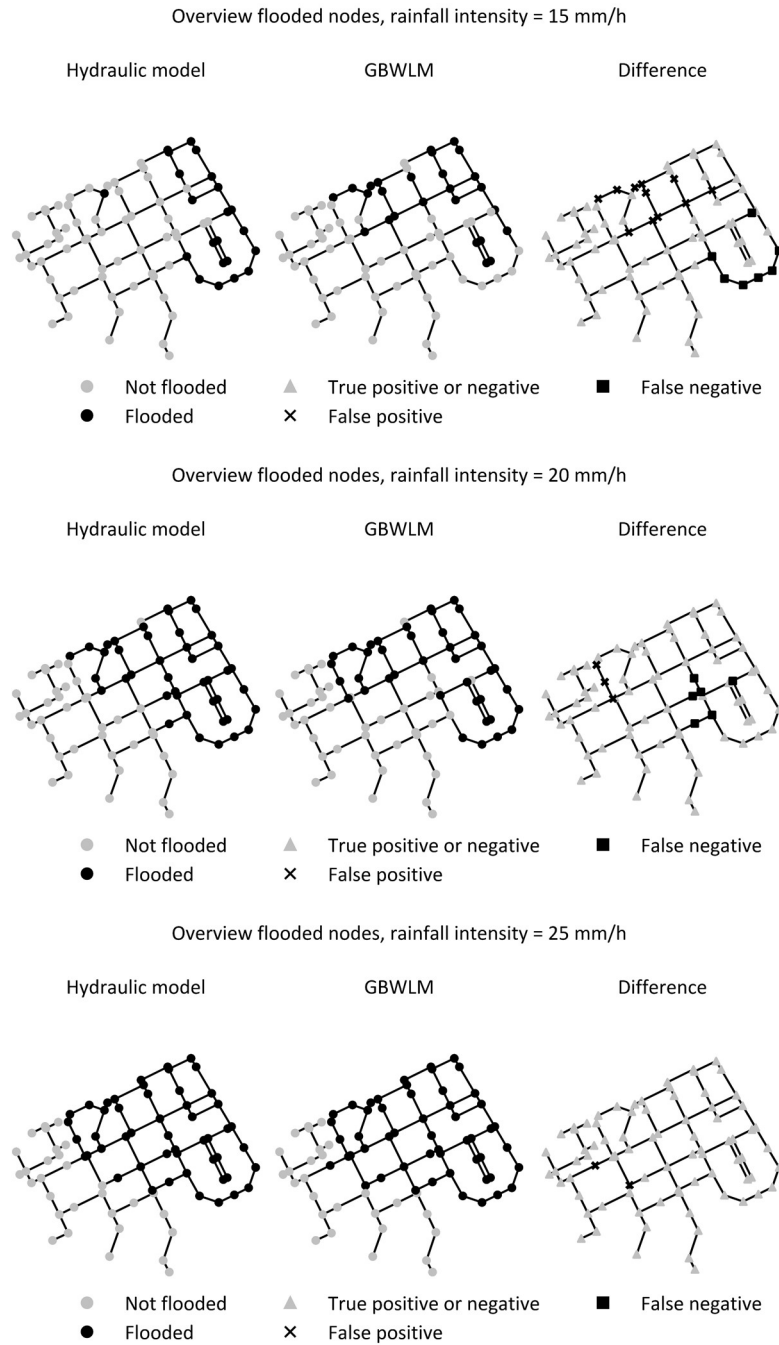 Overview flooded nodes, rainfall intensity = 15 mm/h
Hydraulic model GBWLM Difference
Not flooded True positive or negative False negative
Flooded False positive
Overview flooded nodes, rainfall intensity = 20 mm/h
Hydraulic model GBWLM Difference
Not flooded True positive or negative False negative
Flooded False positive
Overview flooded nodes, rainfall intensity = 25 mm/h
Hydraulic model GBWLM Difference
Not flooded True positive or negative False negative
Flooded False positive